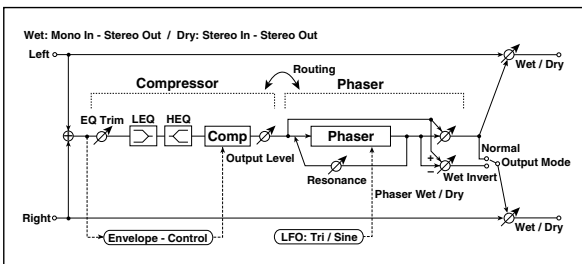 Wet: Mono In - Stereo Out / Dry: Stereo In - Stereo Out
Left
Wet / Dry
Routing
Compressor
Phaser
EQ Trim
LEQ
HEQ
Comp
Output Level
Phaser
Resonance
Normal
Output Mode
+
–
Wet Invert
Phaser Wet / Dry
Right
Wet / Dry
Envelope - Control
LFO: Tri / Sine